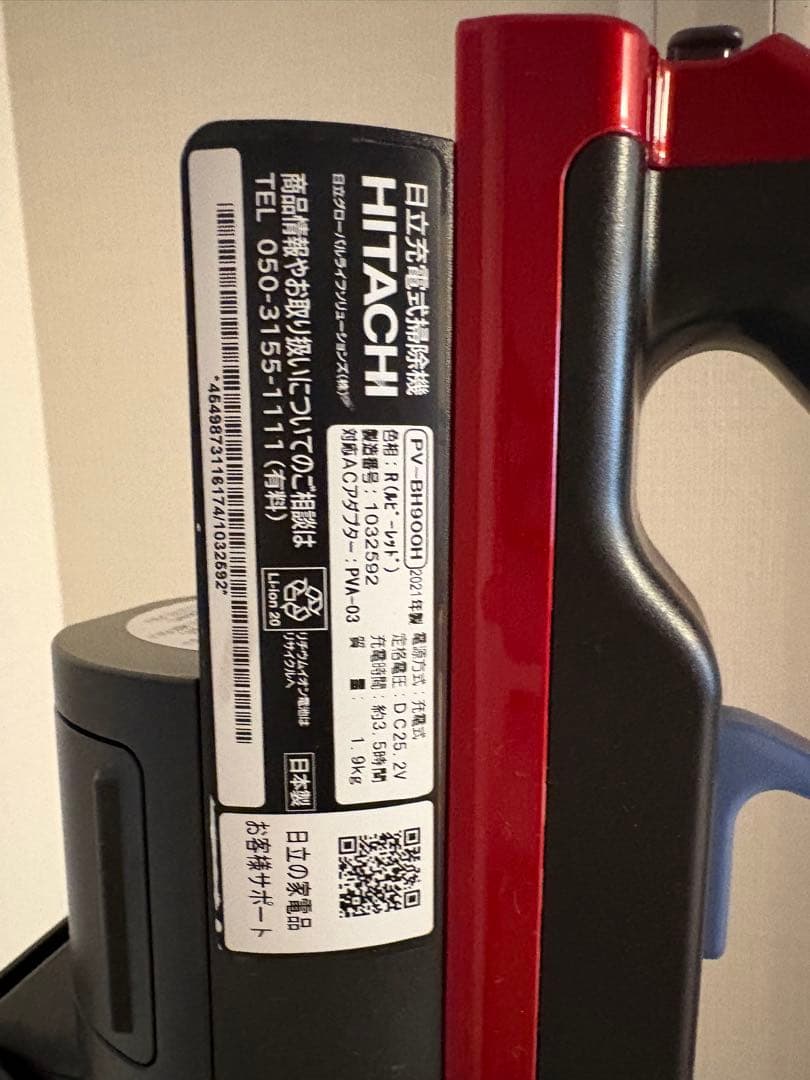 日立充電式掃除機
HITACHI
日立グローバルライフソリューションズ(株)
PV-BH900H 2021年製
色相:R(ルビーレッド)
製造番号:1032592
対応ACアダプター:PVA-03
電源方式:充電式
定格電圧:DC25.2V
充電時間:約3.5時間
質 量: 1.9kg
商品情報やお取り扱いについてのご相談は
TEL 050-3155-1111(有料)
Li-ion 20
リチウムイオン電池は
リサイクルへ
日本製
*4549873116174/1032592*
日立の家電品
お客様サポート